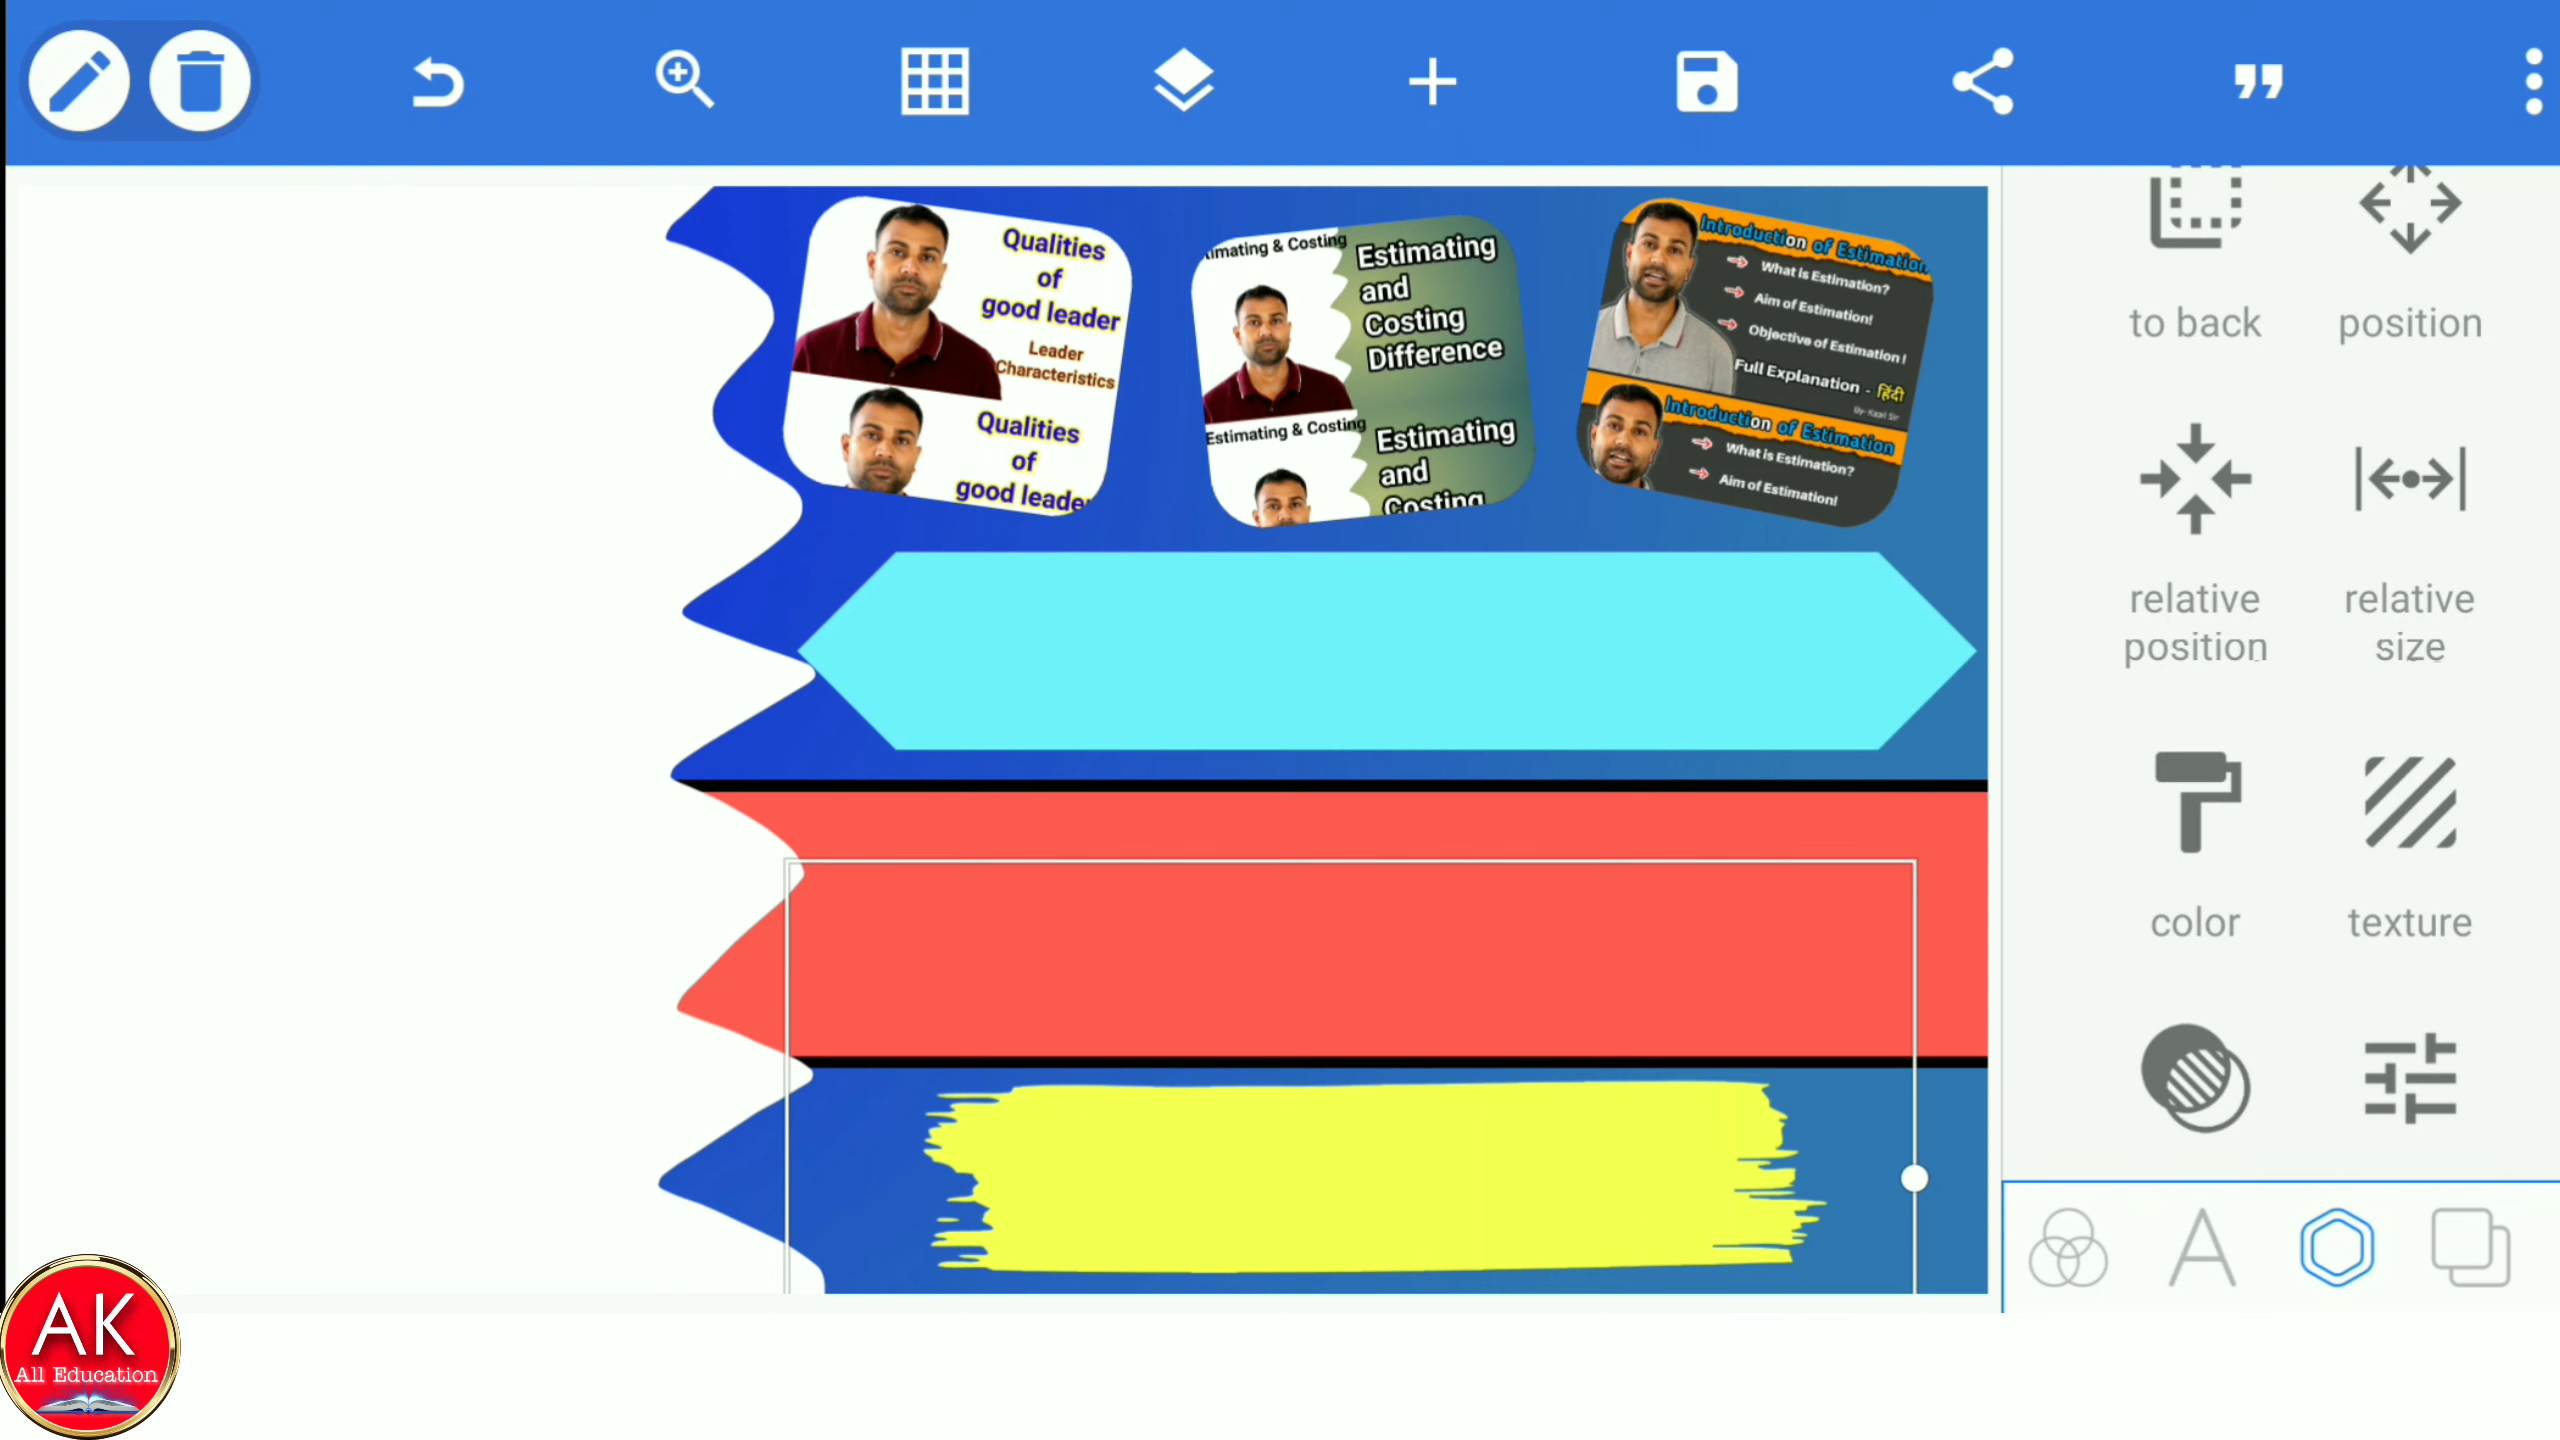 Qualities
of
good leader
Leader
Characteristics
Qualities
of
good leader
Estimating & Costing
Estimating
and
Costing
Difference
Estimating & Costing
Estimating
and
Costing
Introduction of Estimation
What is Estimation?
Aim of Estimation!
Objective of Estimation !
Full Explanation - हिंदी
Introduction of Estimation
What is Estimation?
Aim of Estimation!
to back
position
relative
position
relative
size
color
texture
AK
All Education